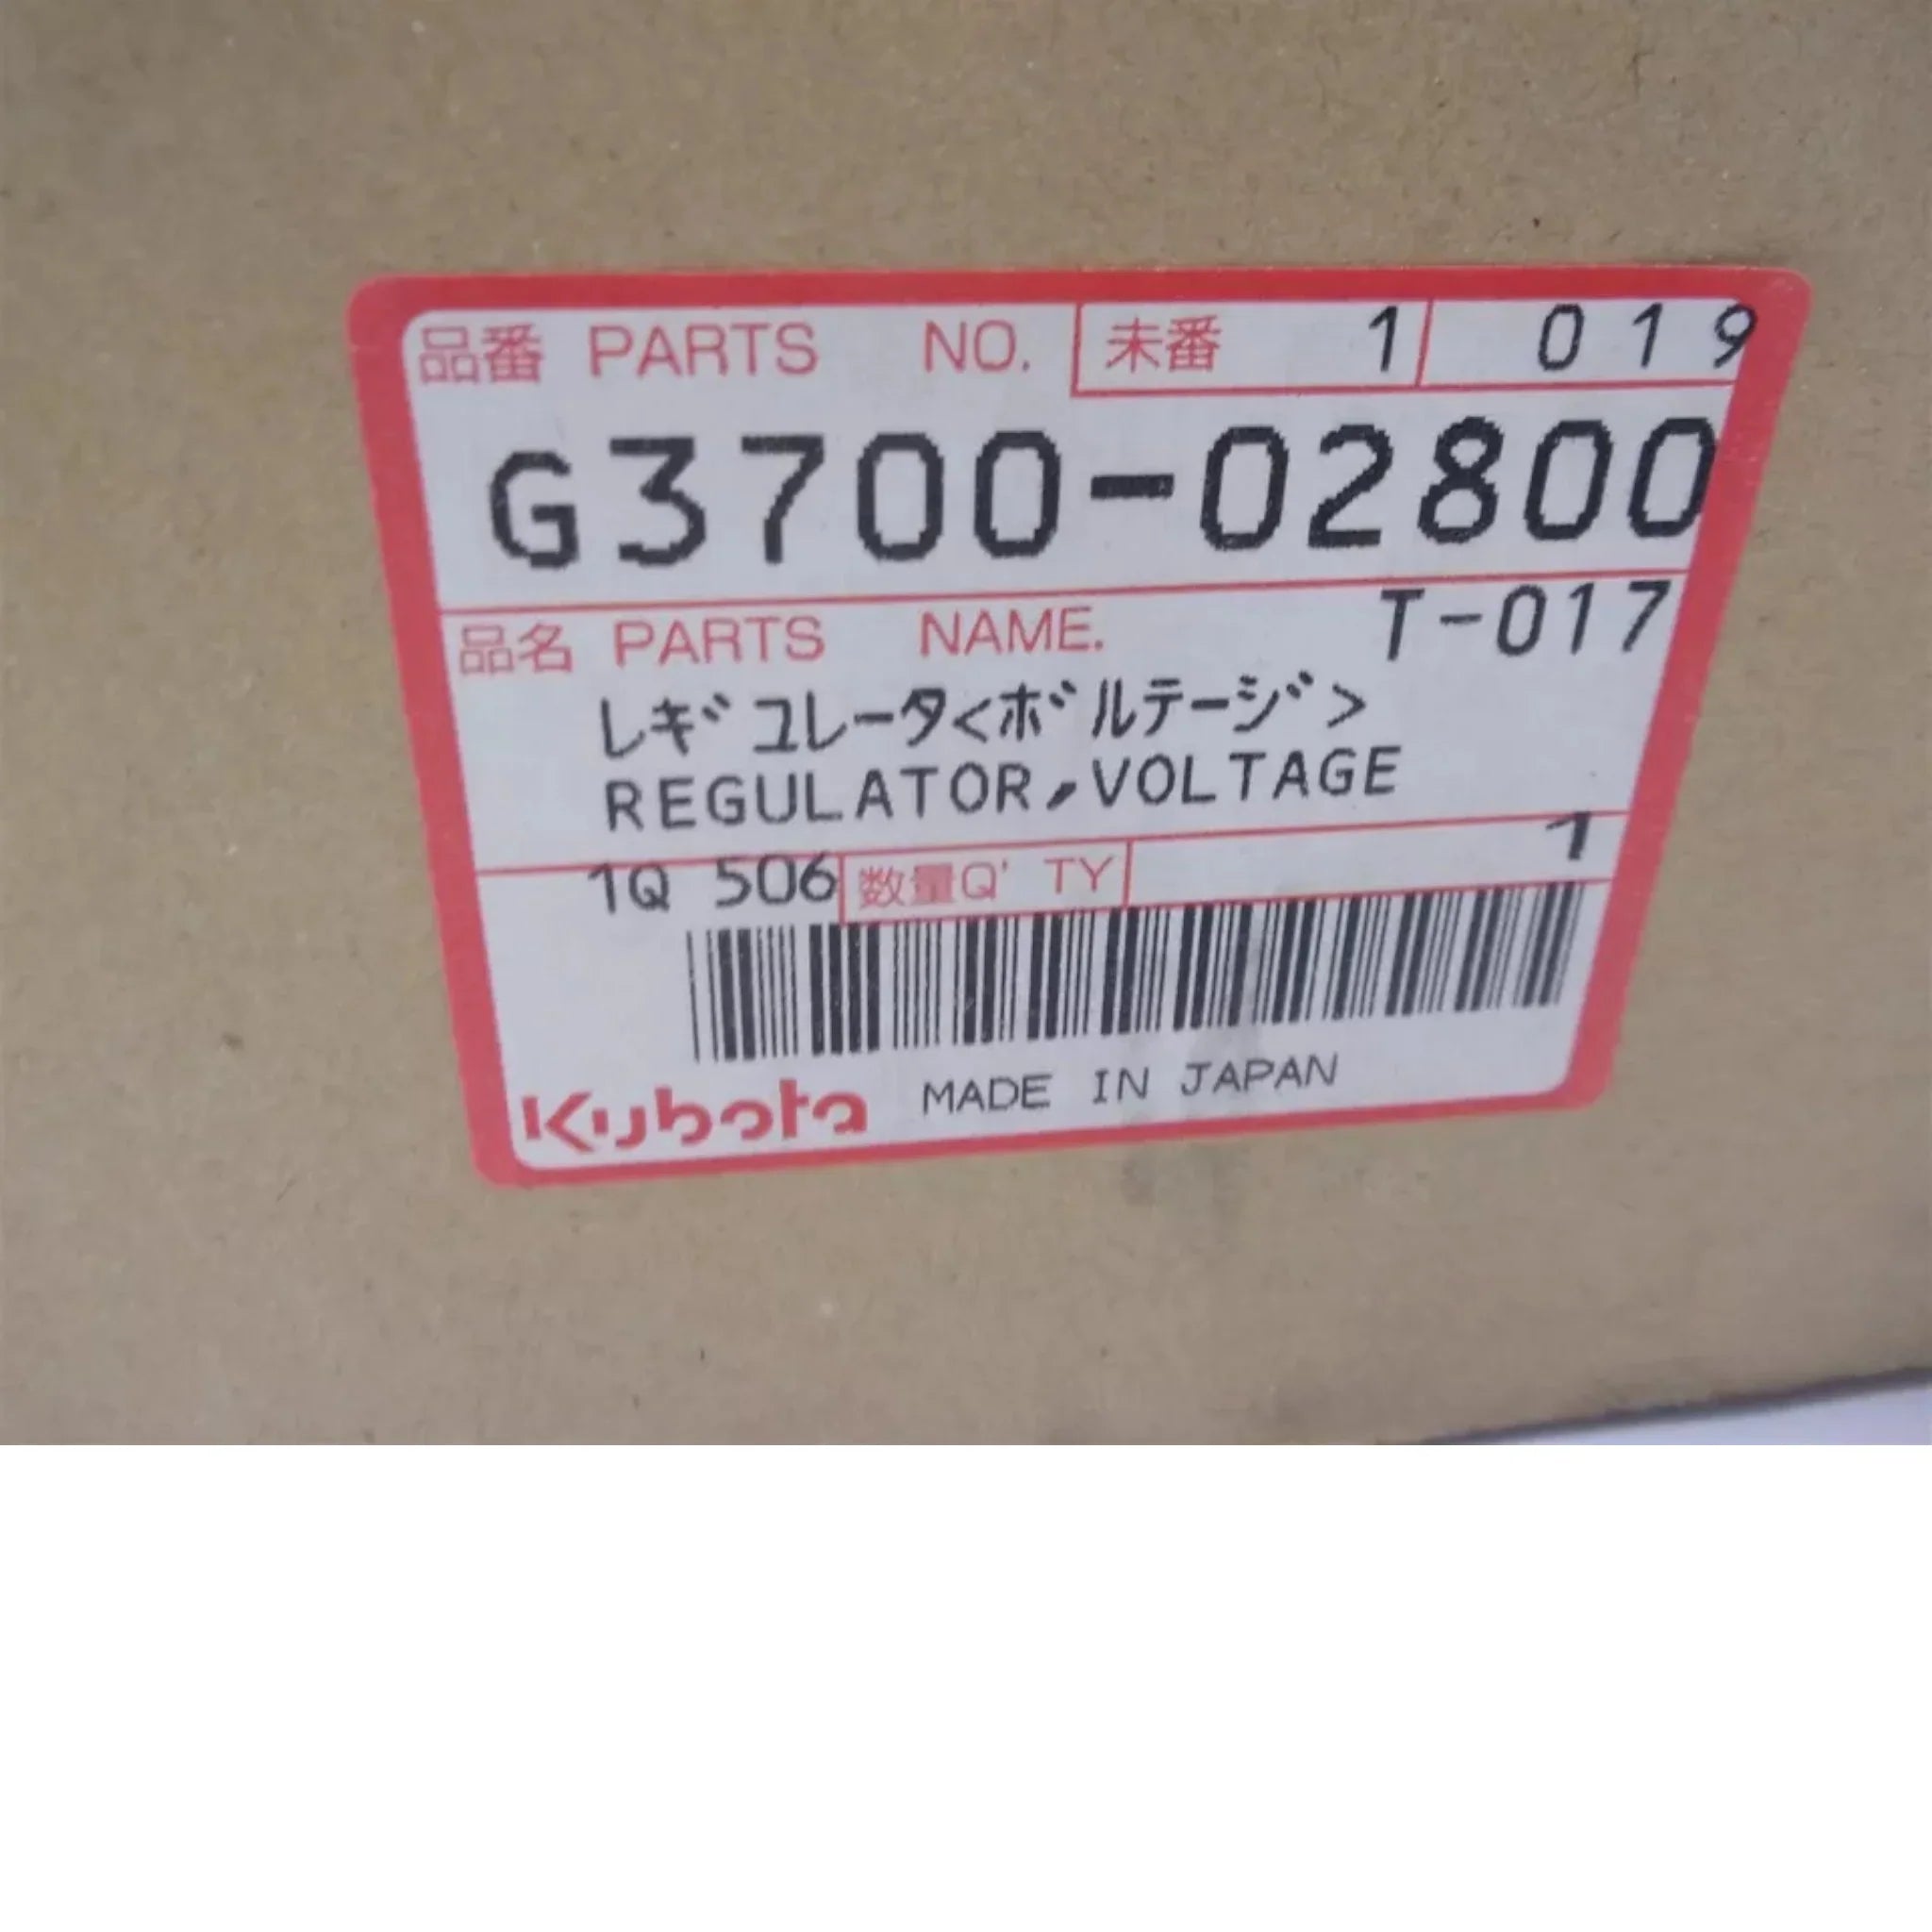 品番 PARTS NO. 未番 1 019
G3700-02800
品名 PARTS NAME. T-017
レギュレータ<ボルテージ>
REGULATOR,VOLTAGE
1Q 506 数量Q'TY 1
Kubota MADE IN JAPAN